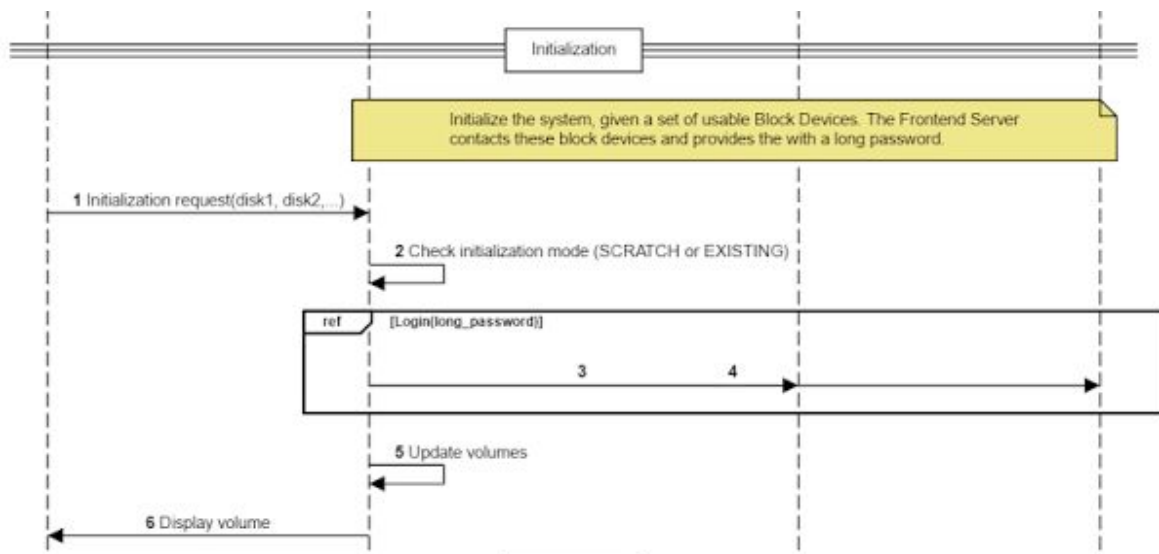 Initialization
Initialize the system, given a set of usable Block Devices. The Frontend Server
contacts these block devices and provides the with a long password.
1 Initialization request(disk1, disk2,...)
2 Check initialization mode (SCRATCH or EXISTING)
ref [Login(long_password)]
3 4
5 Update volumes
6 Display volume